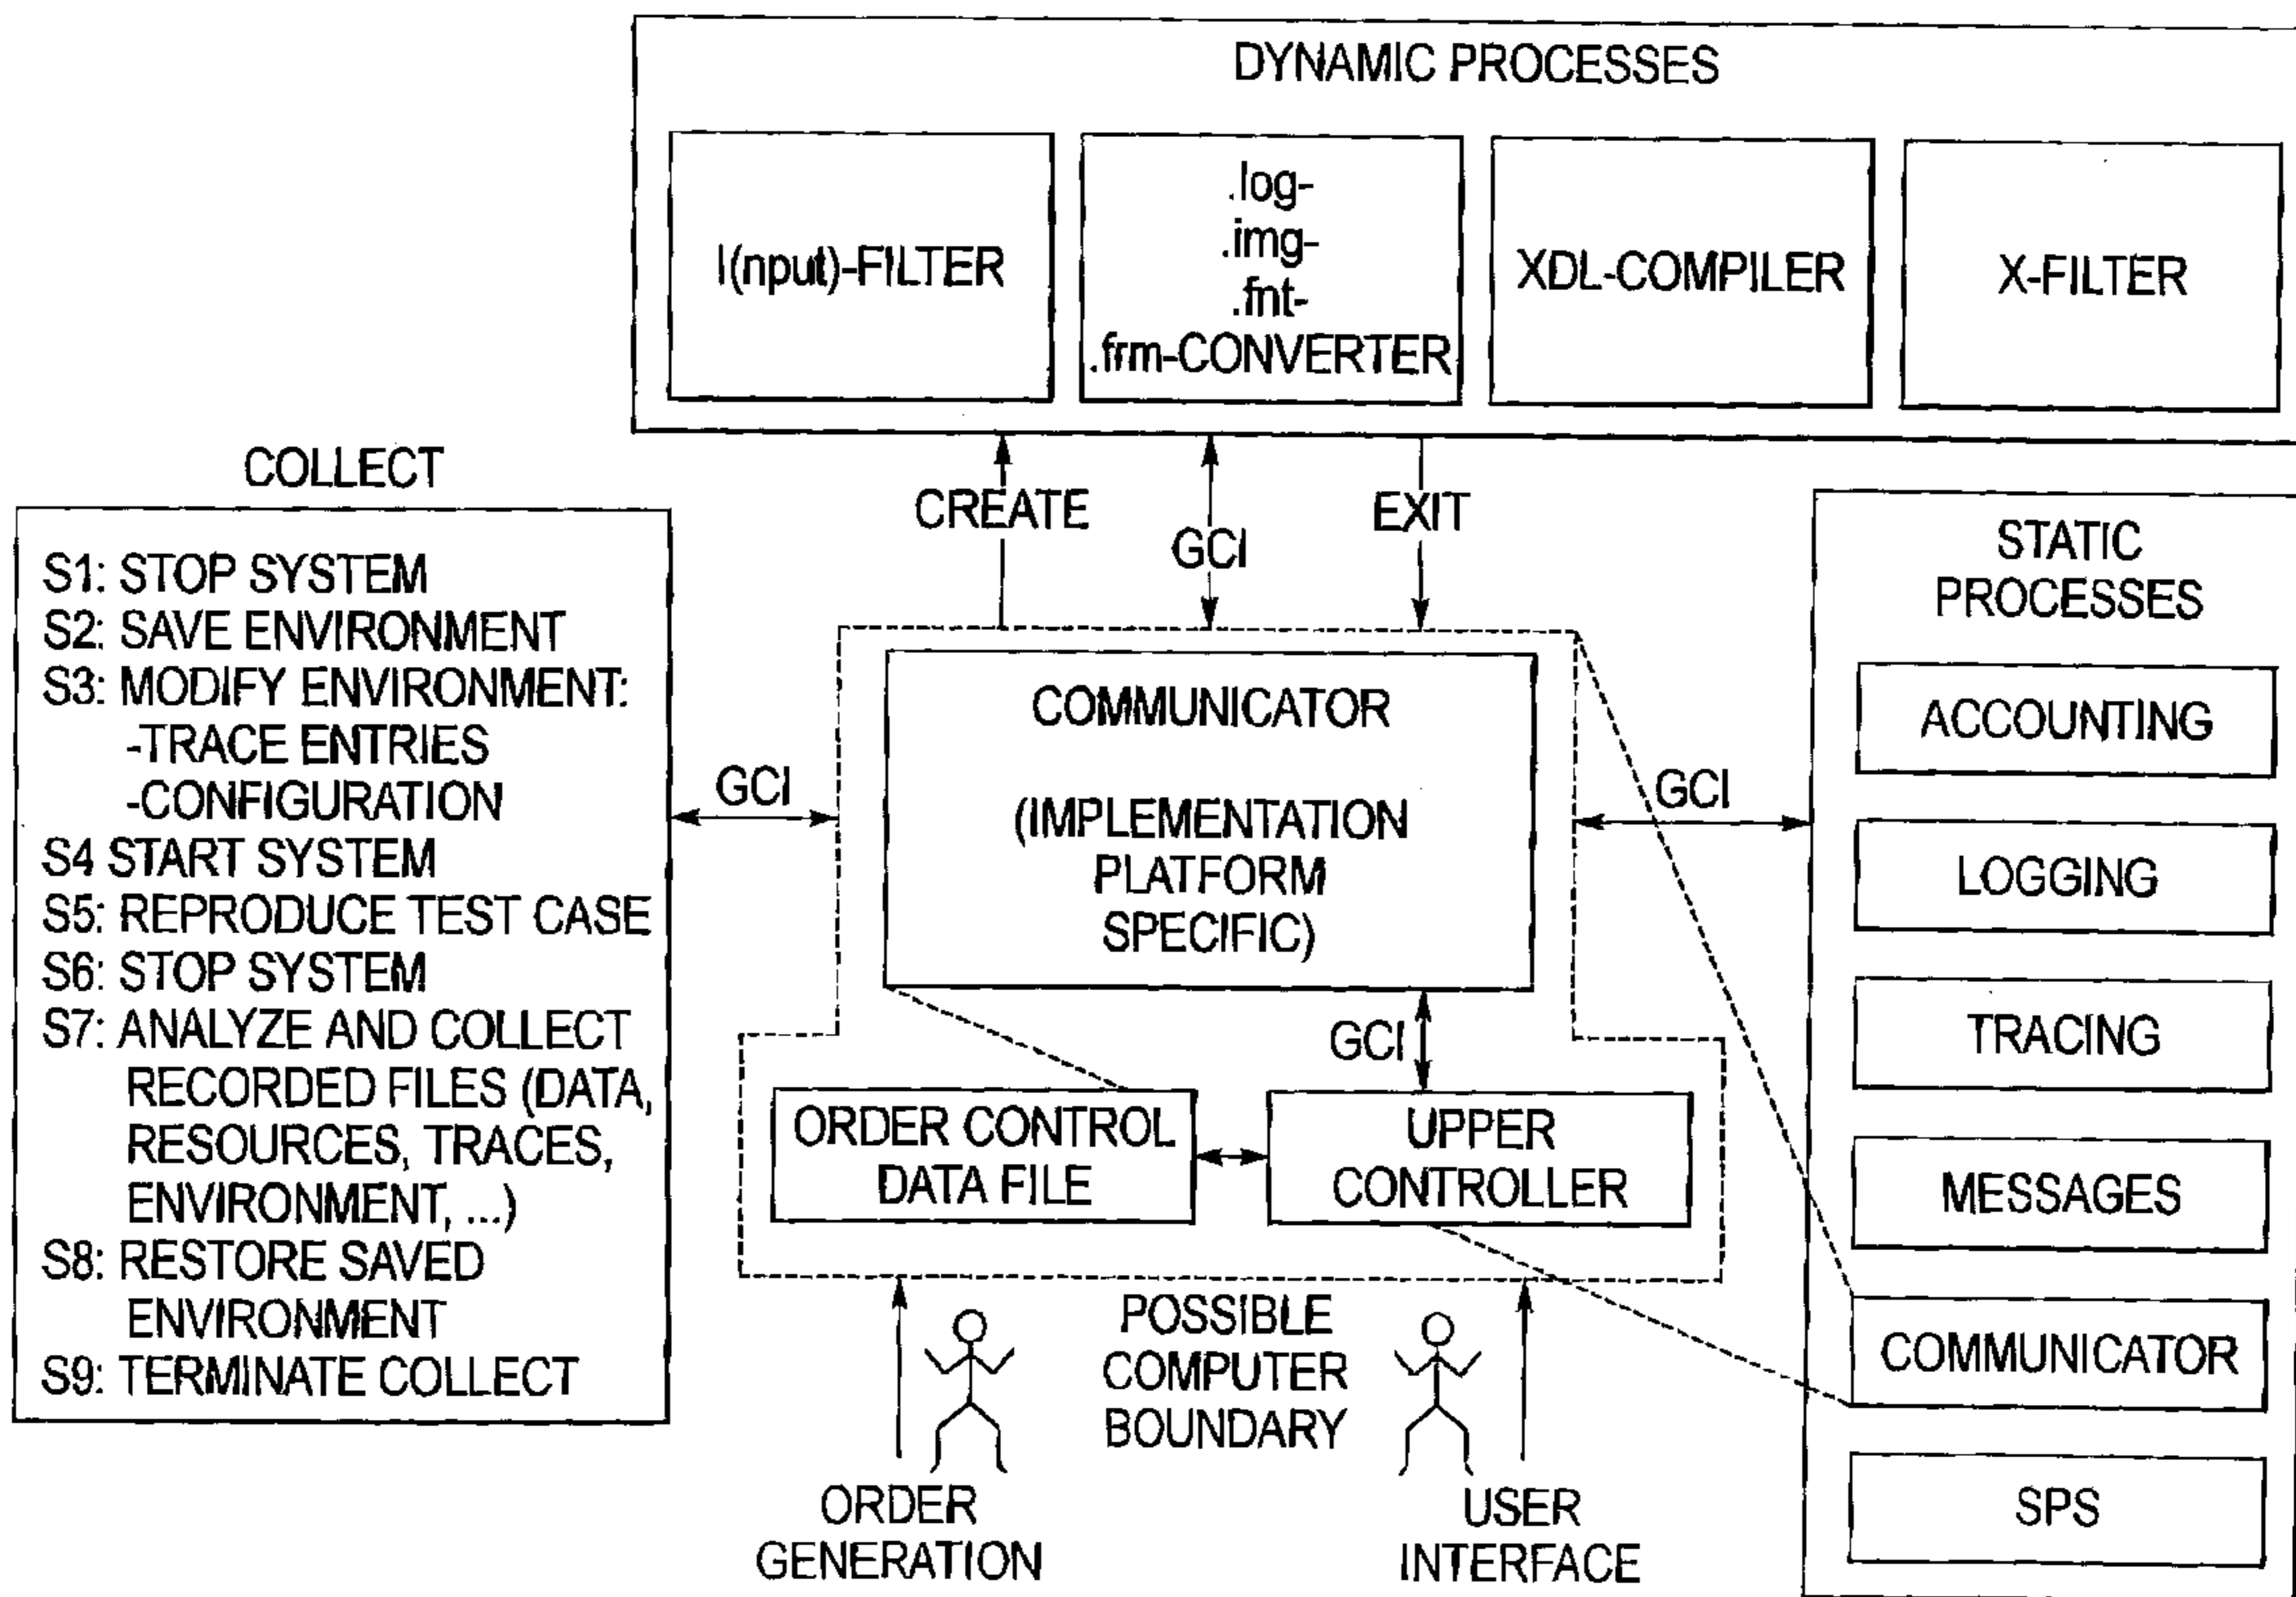 DYNAMIC PROCESSES
I(nput)-FILTER
.log-
.img-
.fnt-
.frm-CONVERTER
XDL-COMPILER
X-FILTER
CREATE
GCI
EXIT
COLLECT
S1: STOP SYSTEM
S2: SAVE ENVIRONMENT
S3: MODIFY ENVIRONMENT:
-TRACE ENTRIES
-CONFIGURATION
S4 START SYSTEM
S5: REPRODUCE TEST CASE
S6: STOP SYSTEM
S7: ANALYZE AND COLLECT
RECORDED FILES (DATA,
RESOURCES, TRACES,
ENVIRONMENT, ...)
S8: RESTORE SAVED
ENVIRONMENT
S9: TERMINATE COLLECT
GCI
COMMUNICATOR
(IMPLEMENTATION
PLATFORM
SPECIFIC)
GCI
GCI
ORDER CONTROL
DATA FILE
UPPER
CONTROLLER
POSSIBLE
COMPUTER
BOUNDARY
ORDER
GENERATION
USER
INTERFACE
STATIC
PROCESSES
ACCOUNTING
LOGGING
TRACING
MESSAGES
COMMUNICATOR
SPS